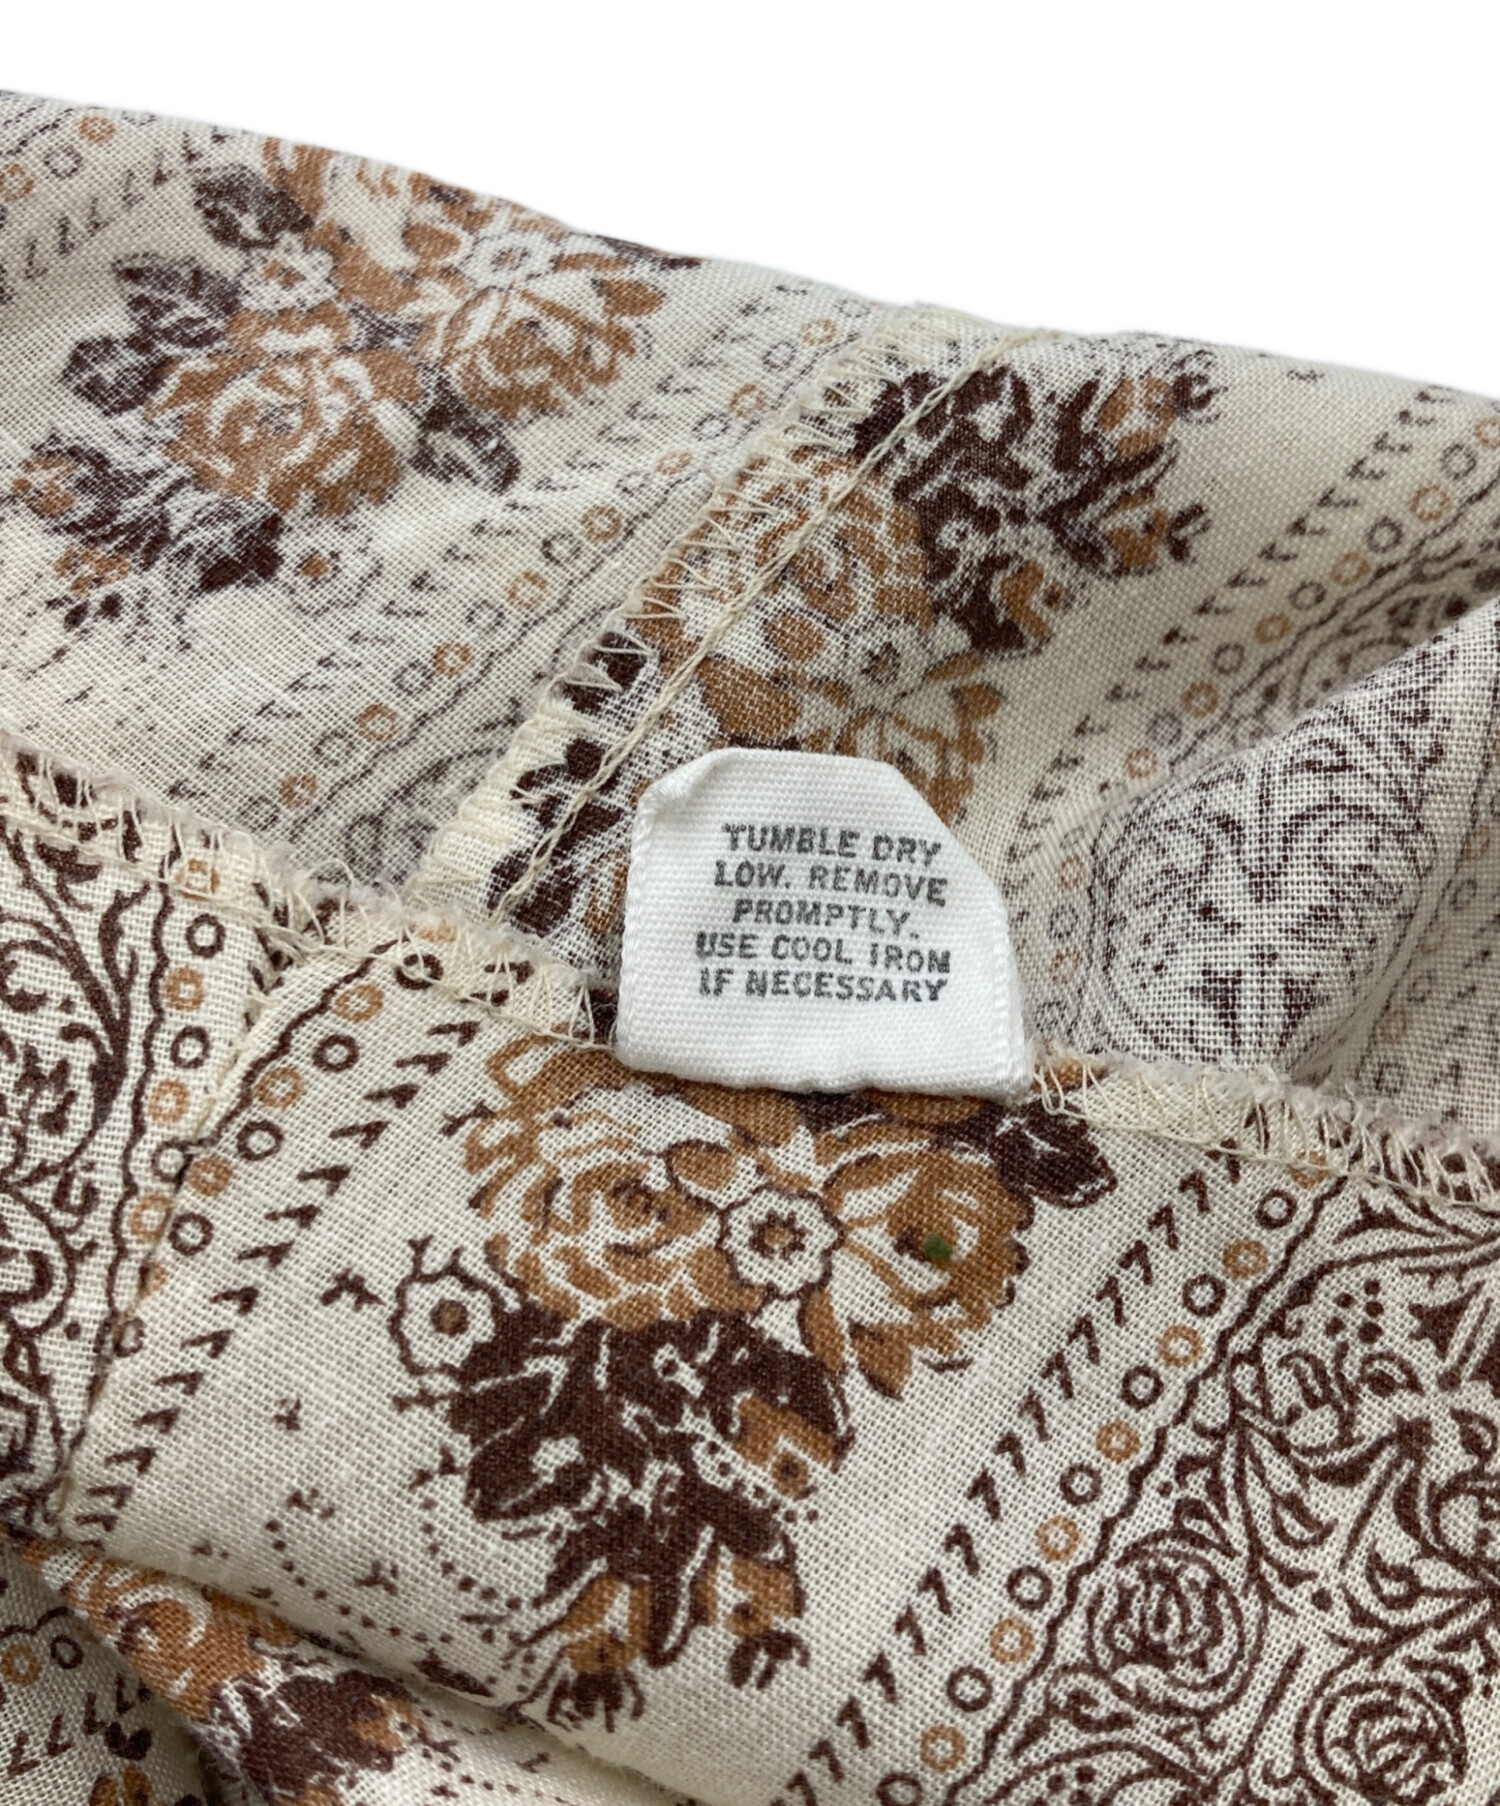 TUMBLE DRY
LOW. REMOVE
PROMPTLY.
USE COOL IRON
IF NECESSARY